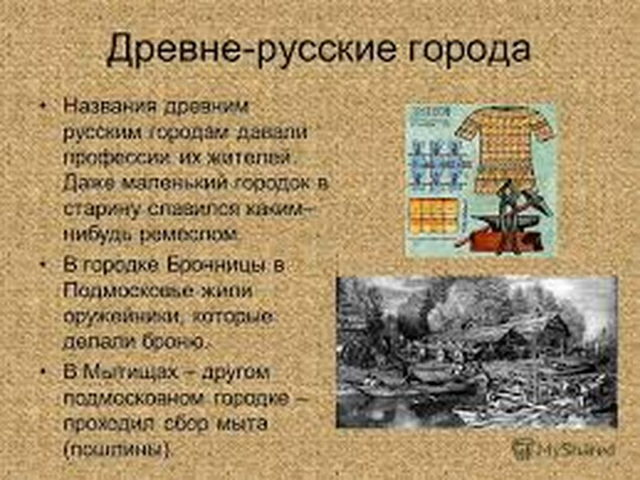 Древне-русские города
• Названия древним
русским городам давали
профессии их жителей.
Даже маленький городок в
старину славился каким–
нибудь ремеслом.
• В городке Бронницы в
Подмосковье жили
оружейники, которые
делали броню.
• В Мытищах – другом
подмосковном городке –
проходил сбор мыта
(пошлины).
MyShared